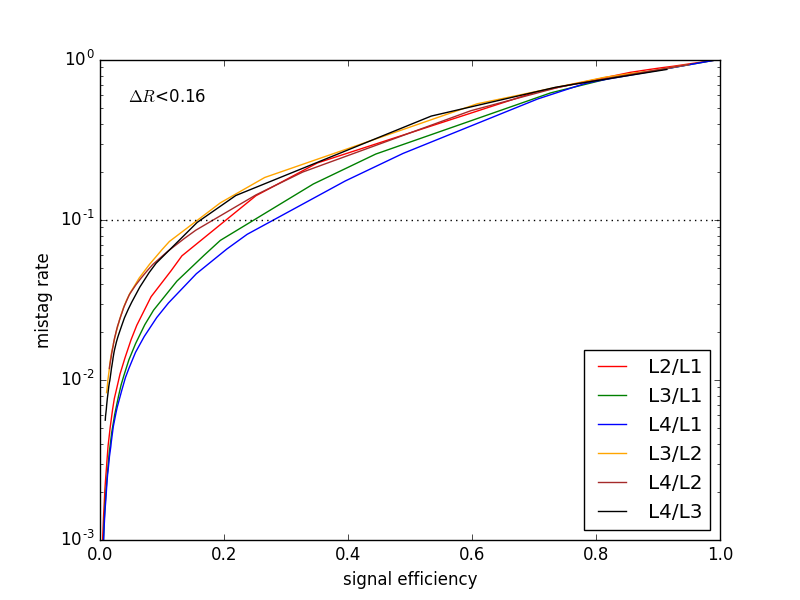 10^0
ΔR<0.16
10^-1
mistag rate
10^-2
10^-3
L2/L1
L3/L1
L4/L1
L3/L2
L4/L2
L4/L3
0.0 0.2 0.4 0.6 0.8 1.0
signal efficiency